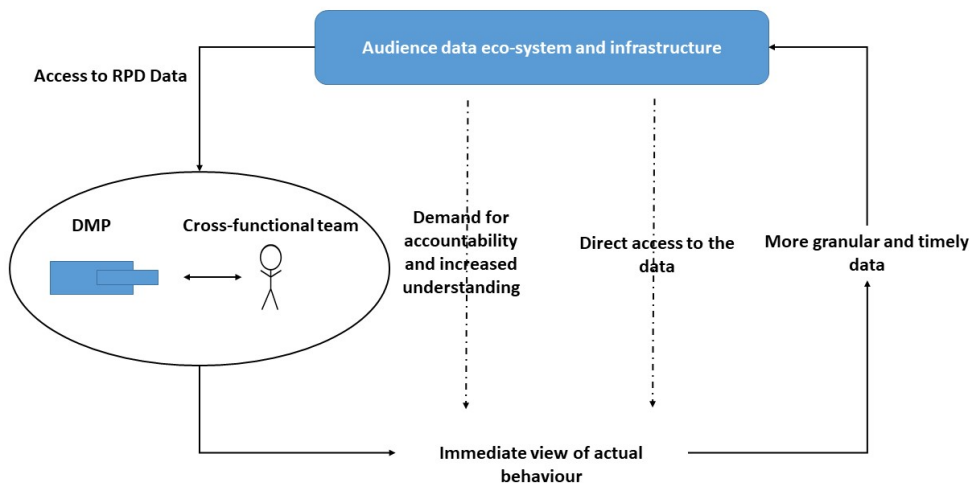 Audience data eco-system and infrastructure
Access to RPD Data
DMP
Cross-functional team
Demand for
accountability
and increased
understanding
Direct access to the
data
More granular and timely
data
Immediate view of actual
behaviour